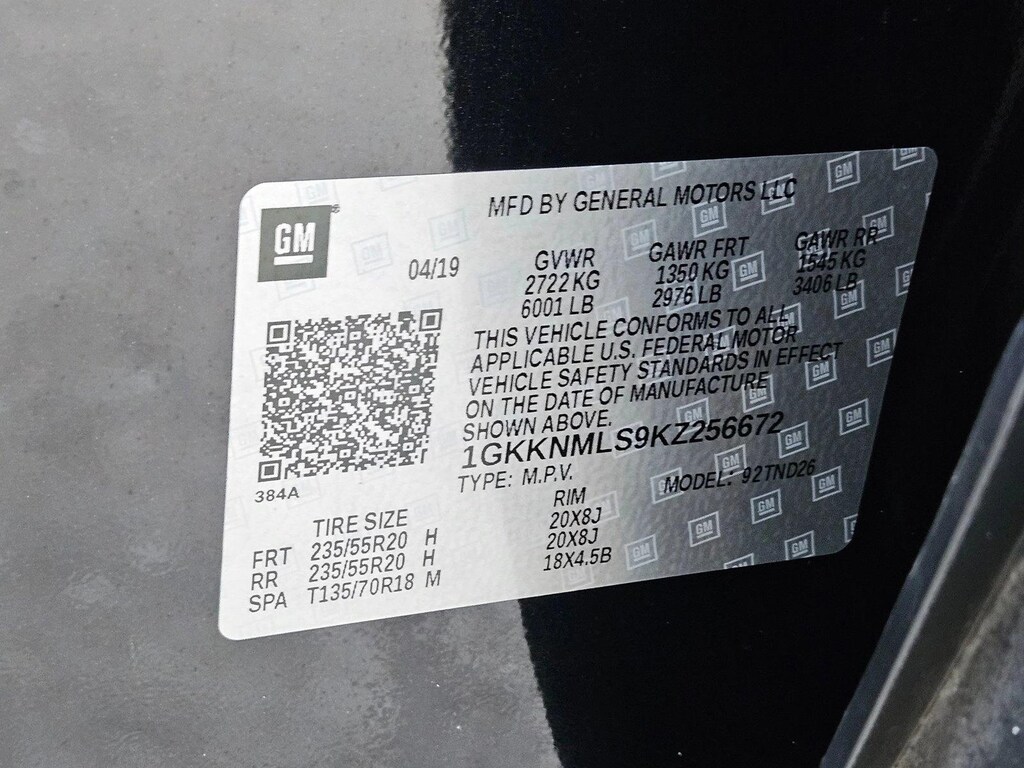 GM
MFD BY GENERAL MOTORS LLC
04/19
GVWR GAWR FRT GAWR RR
2722 KG 1350 KG 1545 KG
6001 LB 2976 LB 3406 LB
THIS VEHICLE CONFORMS TO ALL
APPLICABLE U.S. FEDERAL MOTOR
VEHICLE SAFETY STANDARDS IN EFFECT
ON THE DATE OF MANUFACTURE
SHOWN ABOVE.
1GKKNMLS9KZ256672
TYPE: M.P.V. MODEL: 92TND26
384A
TIRE SIZE RIM
FRT 235/55R20 H 20X8J
RR 235/55R20 H 20X8J
SPA T135/70R18 M 18X4.5B